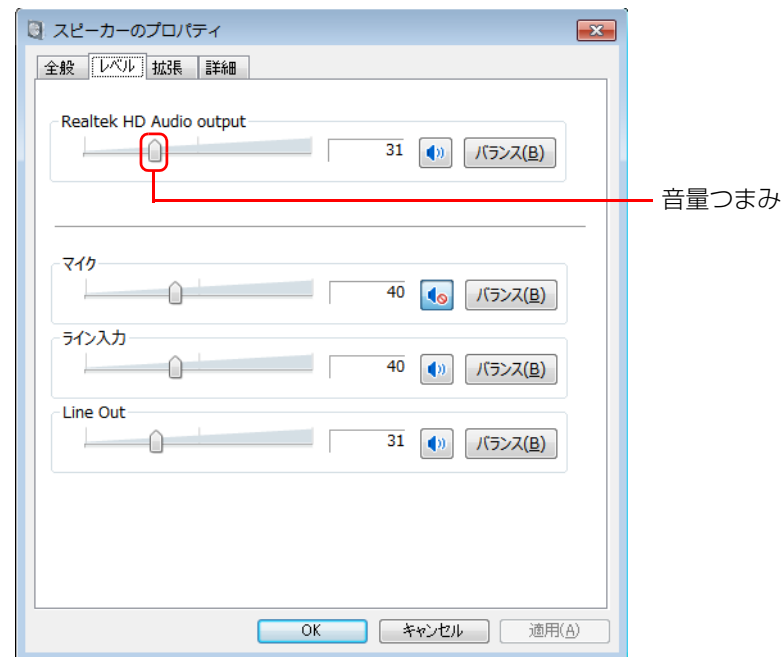 スピーカーのプロパティ
全般 レベル 拡張 詳細
Realtek HD Audio output
31 バランス(B)
音量つまみ
マイク
40 バランス(B)
ライン入力
40 バランス(B)
Line Out
31 バランス(B)
OK キャンセル 適用(A)